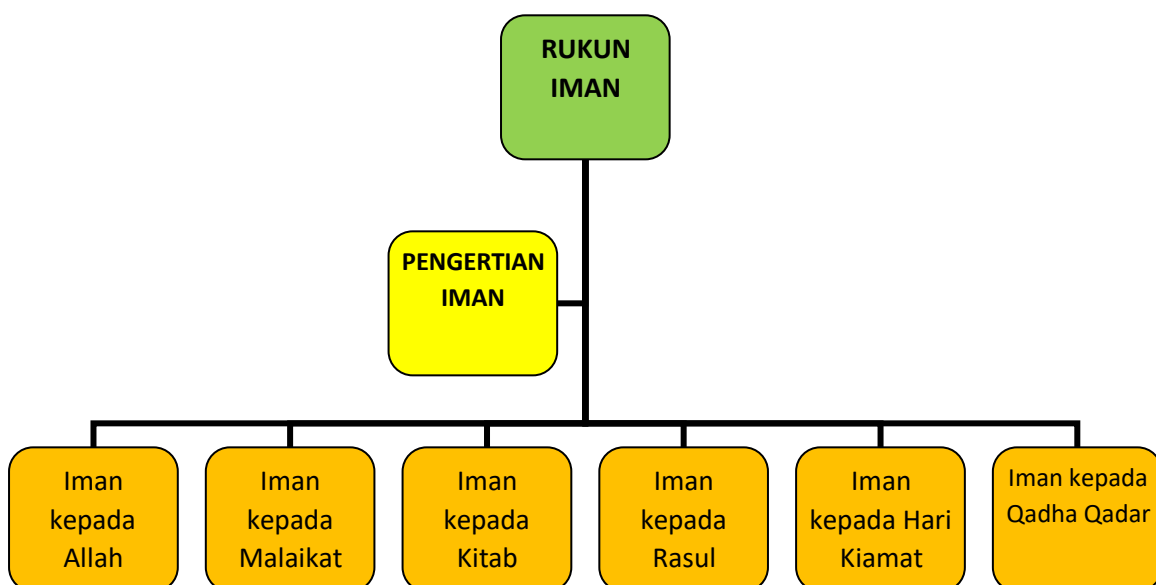 RUKUN
IMAN
PENGERTIAN
IMAN
Iman
kepada
Allah
Iman
kepada
Malaikat
Iman
kepada
Kitab
Iman
kepada
Rasul
Iman
kepada Hari
Kiamat
Iman kepada
Qadha Qadar